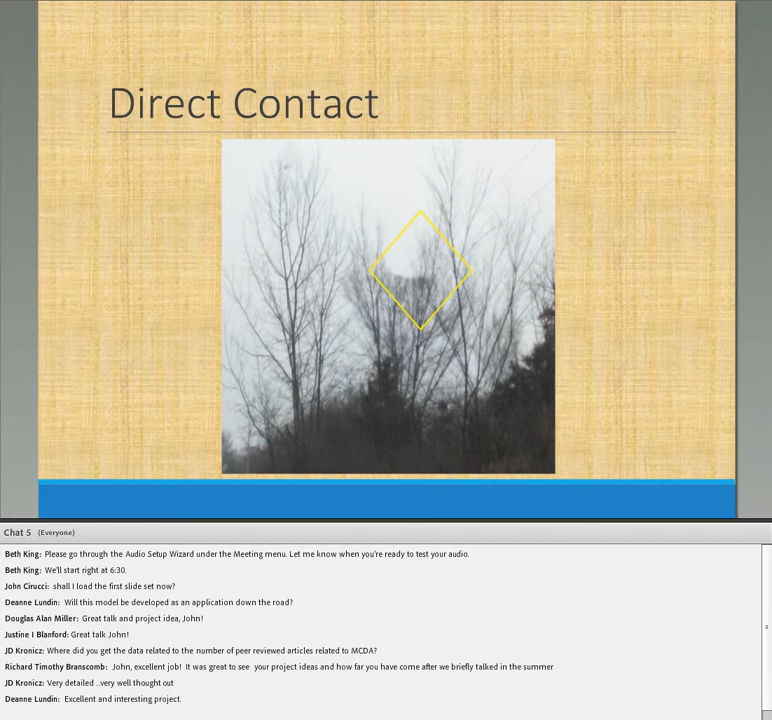 Direct Contact
Chat 5 (Everyone)
Beth King: Please go through the Audio Setup Wizard under the Meeting menu. Let me know when you're ready to test your audio.
Beth King: We'll start right at 6:30.
John Cirucci: shall I load the first slide set now?
Deanne Lundin: Will this model be developed as an application down the road?
Douglas Alan Miller: Great talk and project idea, John!
Justine I Blanford: Great talk John!
JD Kronicz: Where did you get the data related to the number of peer reviewed articles related to MCDA?
Richard Timothy Branscomb: John, excellent job! It was great to see your project ideas and how far you have come after we briefly talked in the summer
JD Kronicz: Very detailed ..very well thought out
Deanne Lundin: Excellent and interesting project.